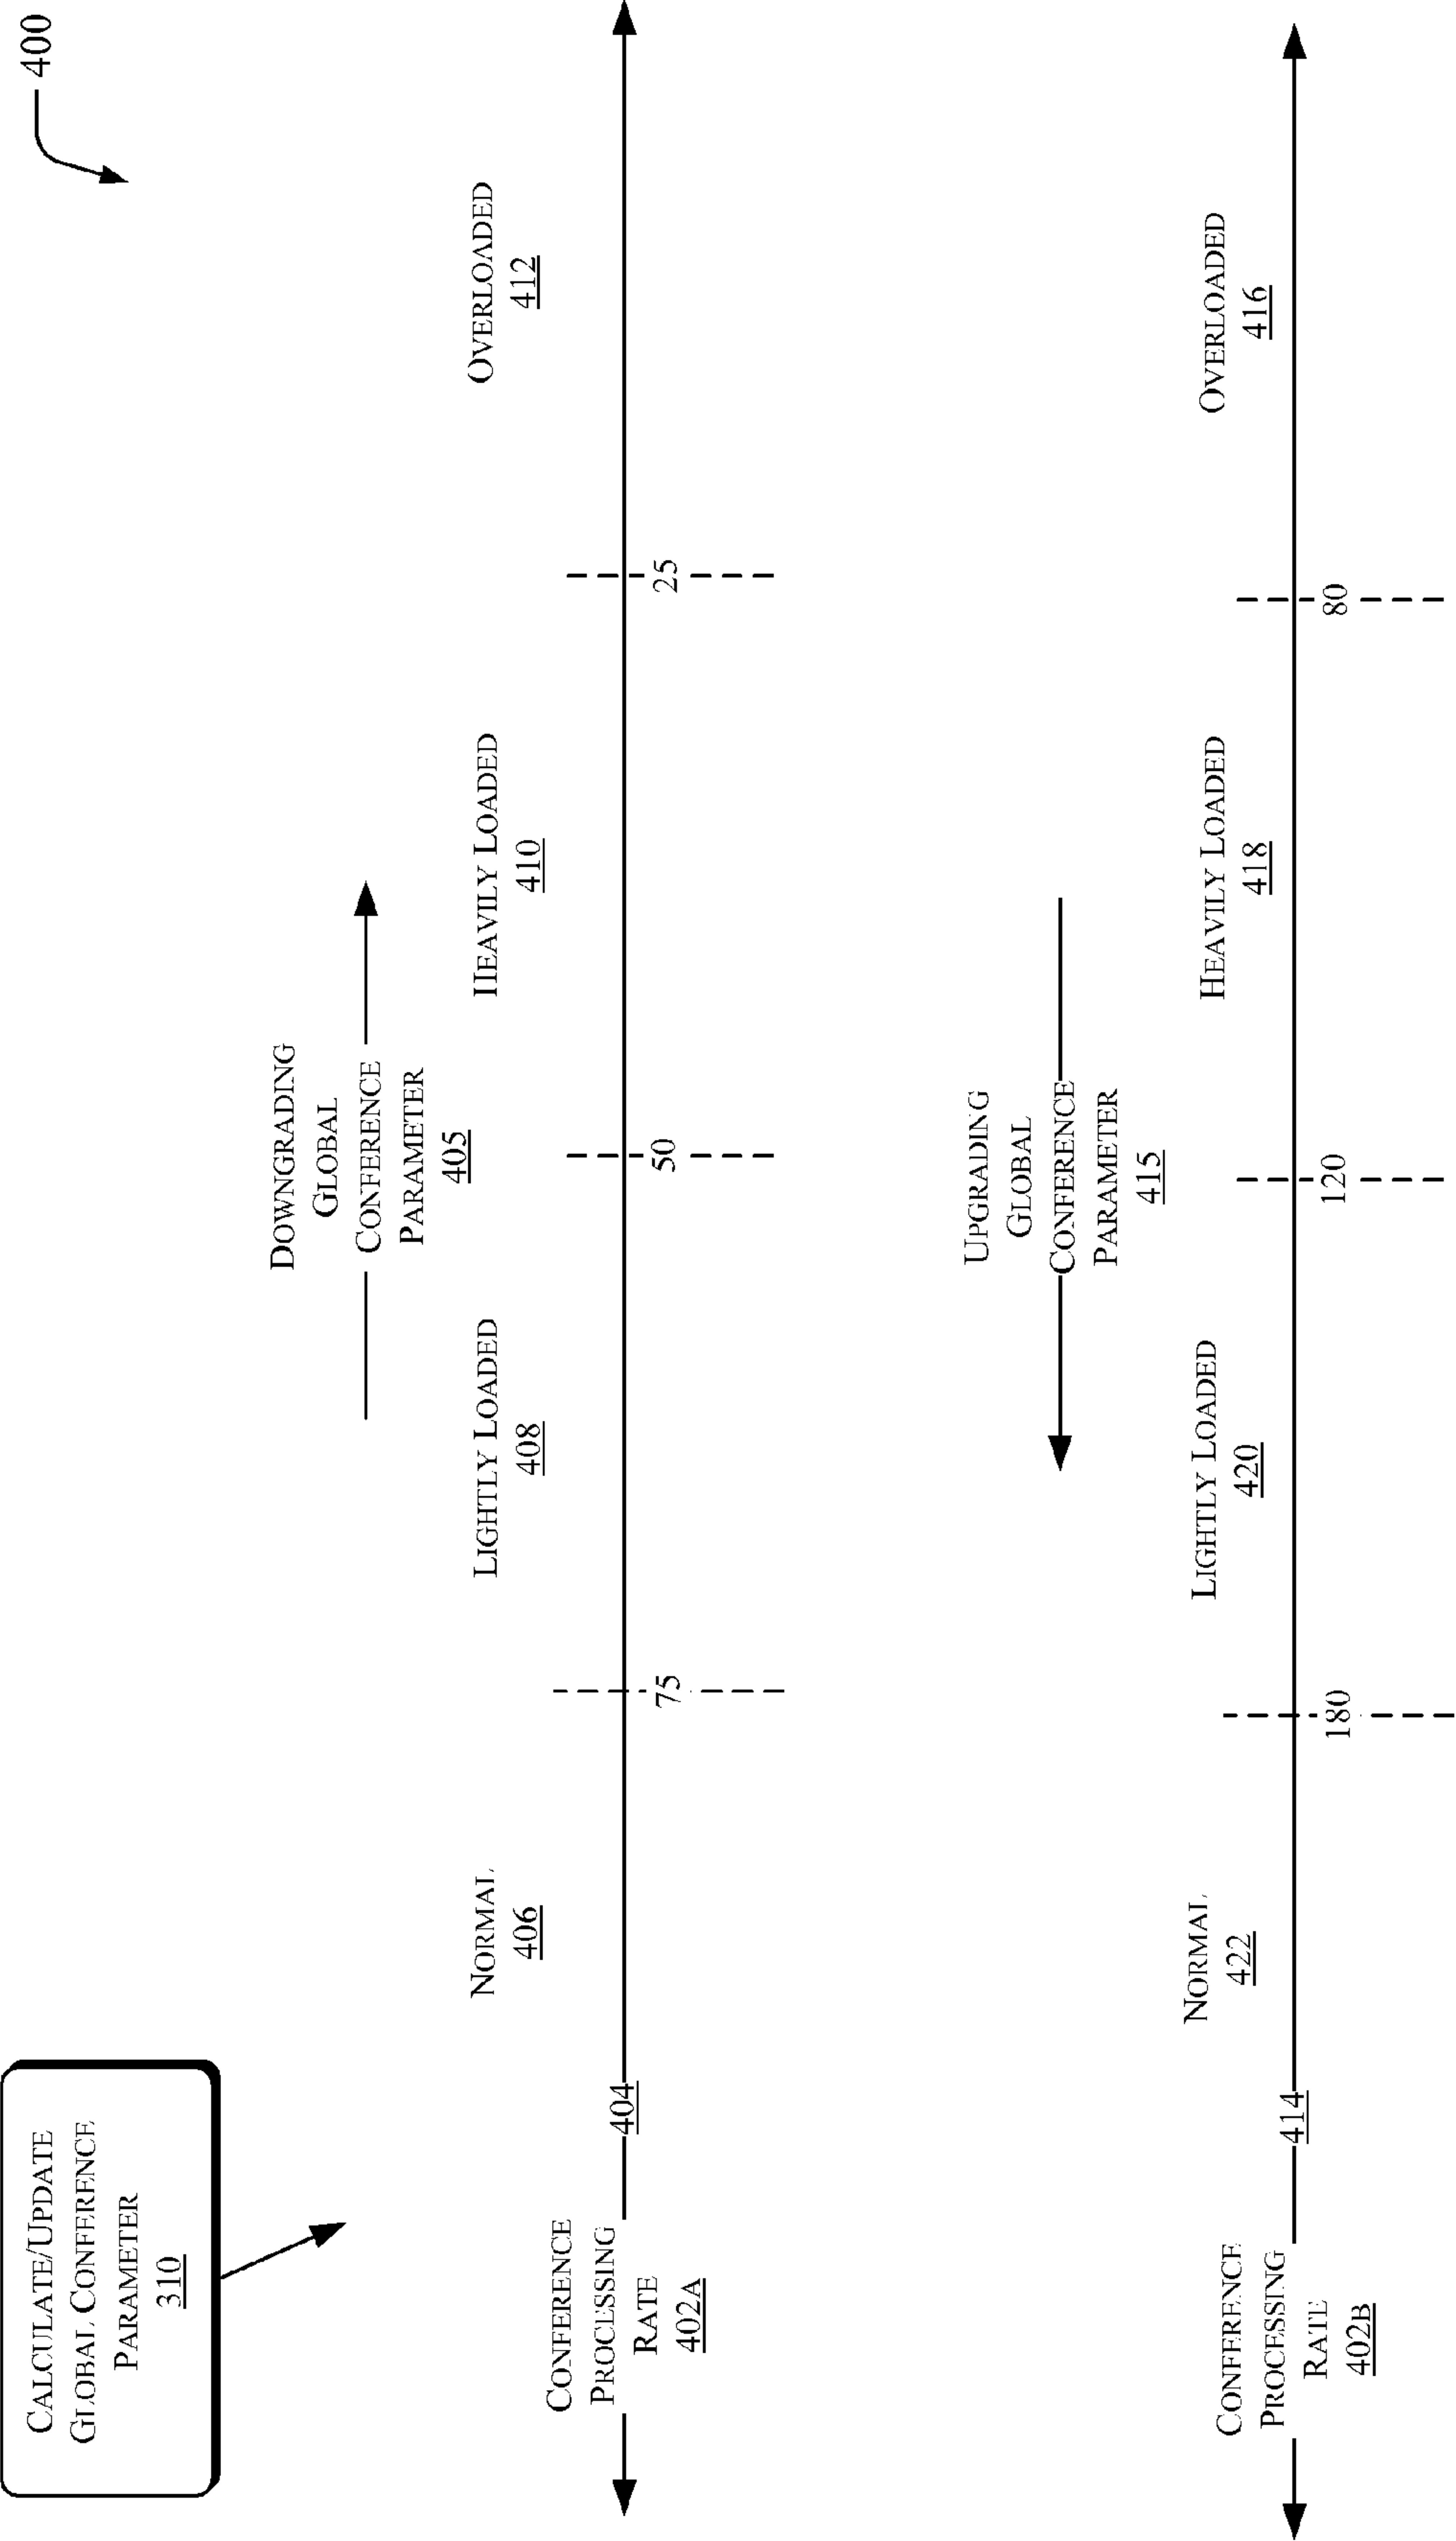 400
CALCULATE/UPDATE
GLOBAL CONFERENCE
PARAMETER
310
DOWNGRADING
GLOBAL
CONFERENCE
PARAMETER
405
NORMAL
406
LIGHTLY LOADED
408
HEAVILY LOADED
410
OVERLOADED
412
CONFERENCE
PROCESSING
RATE
402A
404
75
50
25
UPGRADING
GLOBAL
CONFERENCE
PARAMETER
415
NORMAL
422
LIGHTLY LOADED
420
HEAVILY LOADED
418
OVERLOADED
416
CONFERENCE
PROCESSING
RATE
402B
414
180
120
80